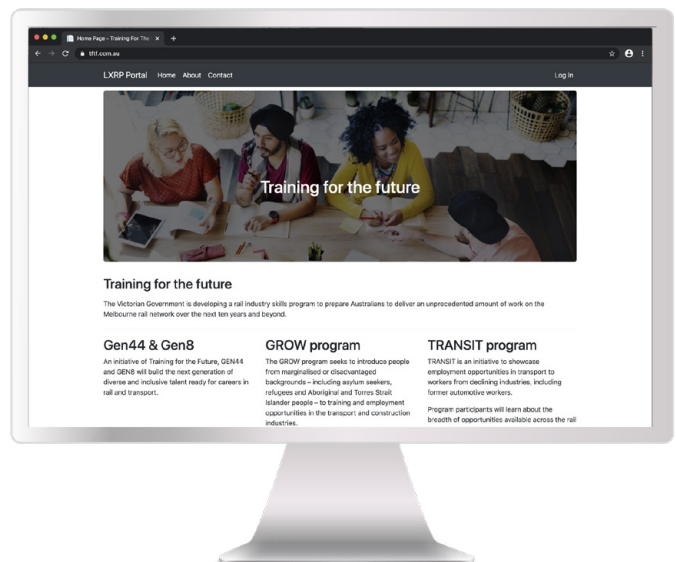 Home Page - Training For The
tftf.com.au
LXRP Portal Home About Contact
Log In
Training for the future
Training for the future
The Victorian Government is developing a rail industry skills program to prepare Australians to deliver an unprecedented amount of work on the
Melbourne rail network over the next ten years and beyond.
Gen44 & Gen8
An initiative of Training for the Future, GEN44
and GEN8 will build the next generation of
diverse and inclusive talent ready for careers in
rail and transport.
GROW program
The GROW program seeks to introduce people
from marginalised or disadvantaged
backgrounds – including asylum seekers,
refugees and Aboriginal and Torres Strait
Islander people – to training and employment
opportunities in the transport and construction
industries.
TRANSIT program
TRANSIT is an initiative to showcase
employment opportunities in transport to
workers from declining industries, including
former automotive workers.
Program participants will learn about the
breadth of opportunities available across the rail